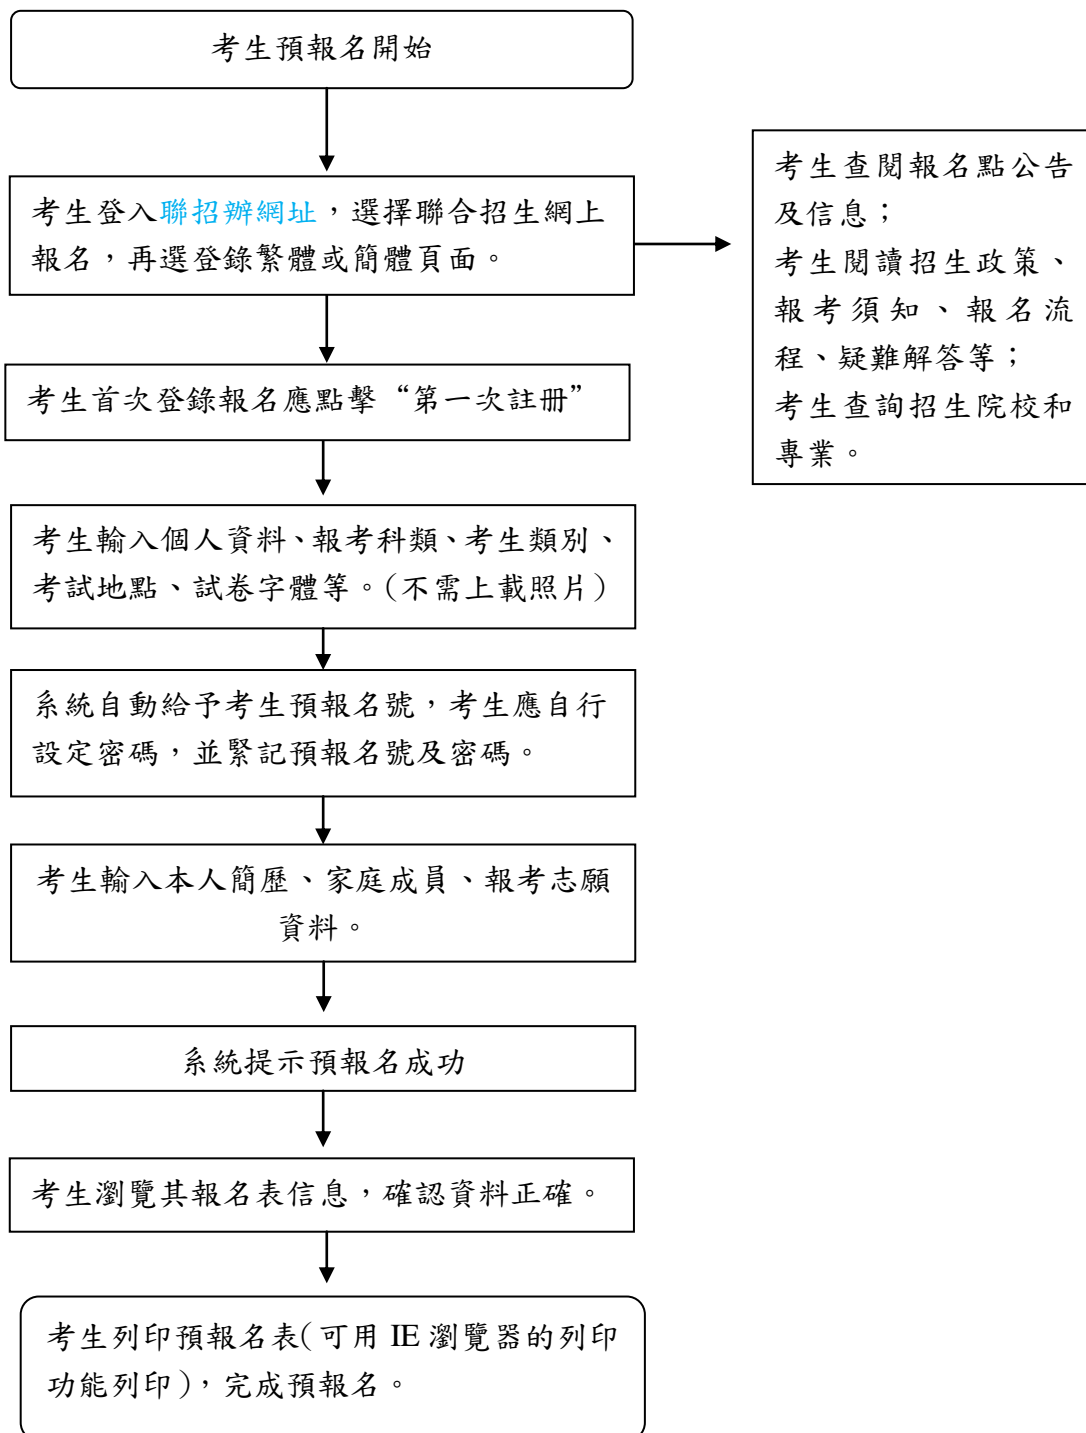 考生預報名開始
考生登入聯招辦網址，選擇聯合招生網上
報名，再選登錄繁體或簡體頁面。
考生查閱報名點公告
及信息；
考生閱讀招生政策、
報考須知、報名流
程、疑難解答等；
考生查詢招生院校和
專業。
考生首次登錄報名應點擊“第一次註冊”
考生輸入個人資料、報考科類、考生類別、
考試地點、試卷字體等。(不需上載照片)
系統自動給予考生預報名號，考生應自行
設定密碼，並緊記預報名號及密碼。
考生輸入本人簡歷、家庭成員、報考志願
資料。
系統提示預報名成功
考生瀏覽其報名表信息，確認資料正確。
考生列印預報名表(可用 IE 瀏覽器的列印
功能列印)，完成預報名。